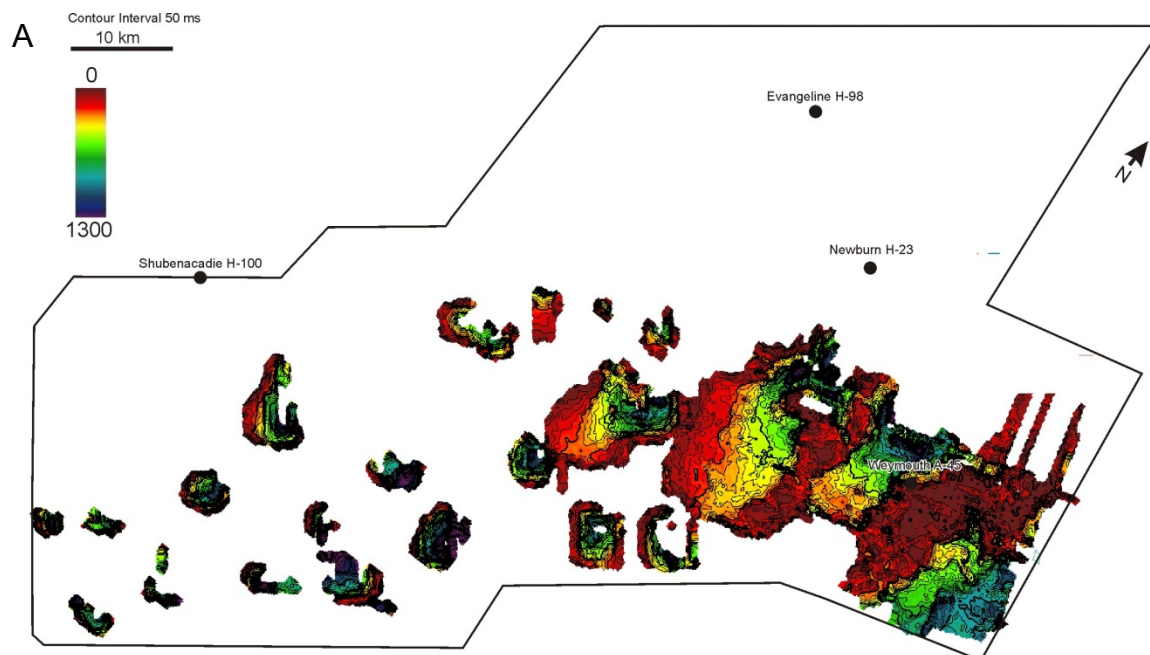 A
Contour Interval 50 ms
10 km
0
1300
Evangeline H-98
N
Newburn H-23
Shubenacadie H-100
Weymouth A-45